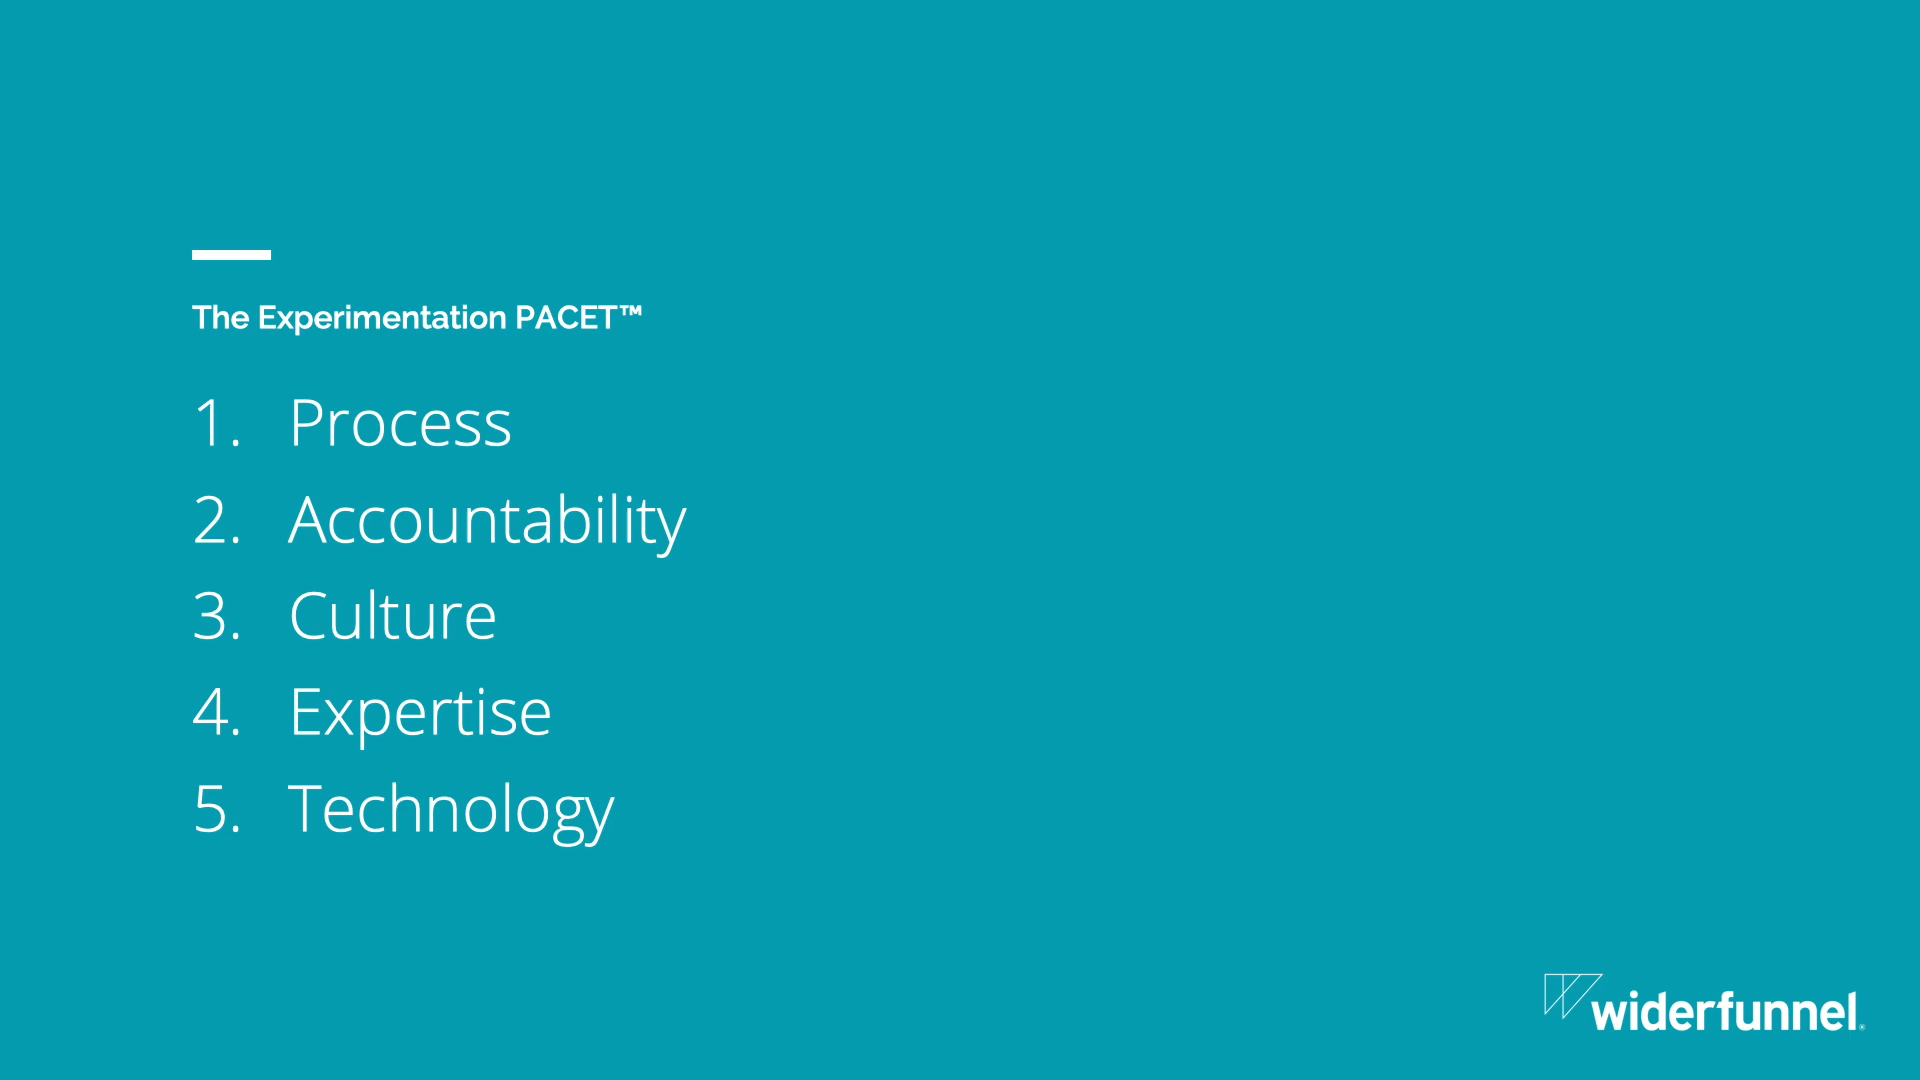 The Experimentation PACET™
1. Process
2. Accountability
3. Culture
4. Expertise
5. Technology
widerfunnel®